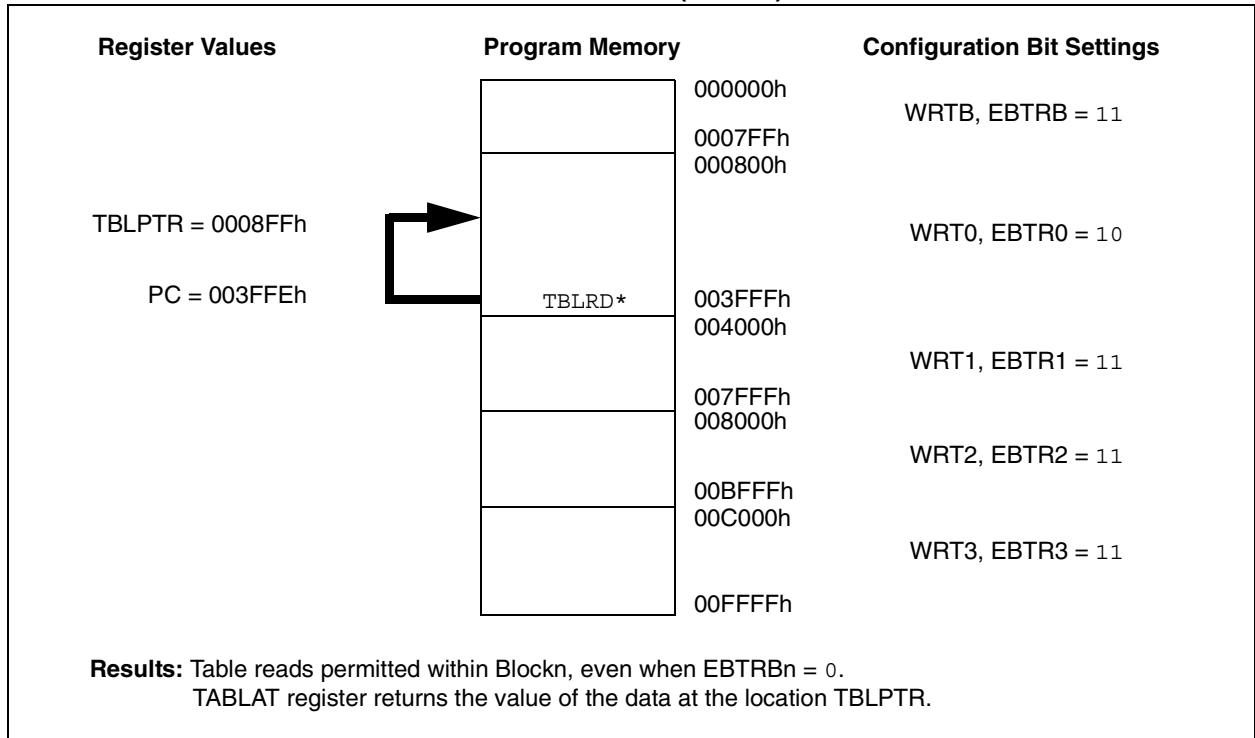 Register Values Program Memory Configuration Bit Settings
000000h
WRTB, EBTRB = 11
0007FFh
000800h
TBLPTR = 0008FFh
WRT0, EBTR0 = 10
PC = 003FFEh
TBLRD*
003FFFh
004000h
WRT1, EBTR1 = 11
007FFFh
008000h
WRT2, EBTR2 = 11
00BFFFh
00C000h
WRT3, EBTR3 = 11
00FFFFh
Results: Table reads permitted within Blockn, even when EBTRBn = 0.
TABLAT register returns the value of the data at the location TBLPTR.